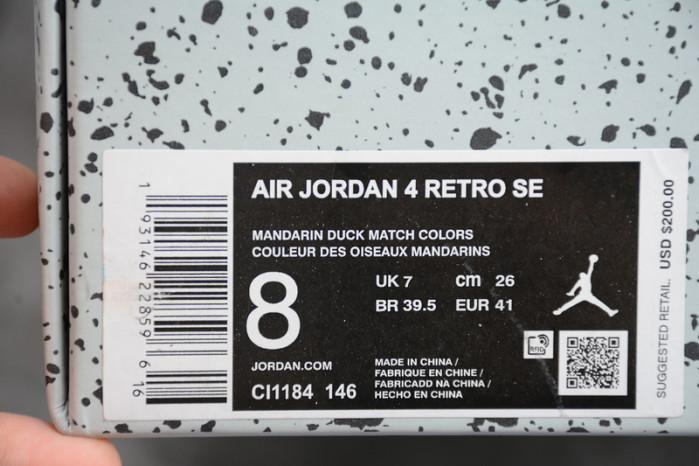 AIR JORDAN 4 RETRO SE
MANDARIN DUCK MATCH COLORS
COULEUR DES OISEAUX MANDARINS
8
UK 7 cm 26
BR 39.5 EUR 41
JORDAN.COM
CI1184 146
MADE IN CHINA /
FABRIQUE EN CHINE /
FABRICADD NA CHINA /
HECHO EN CHINA
RFID
1 93146 22859 6 16
SUGGESTED RETAIL. USD $200.00